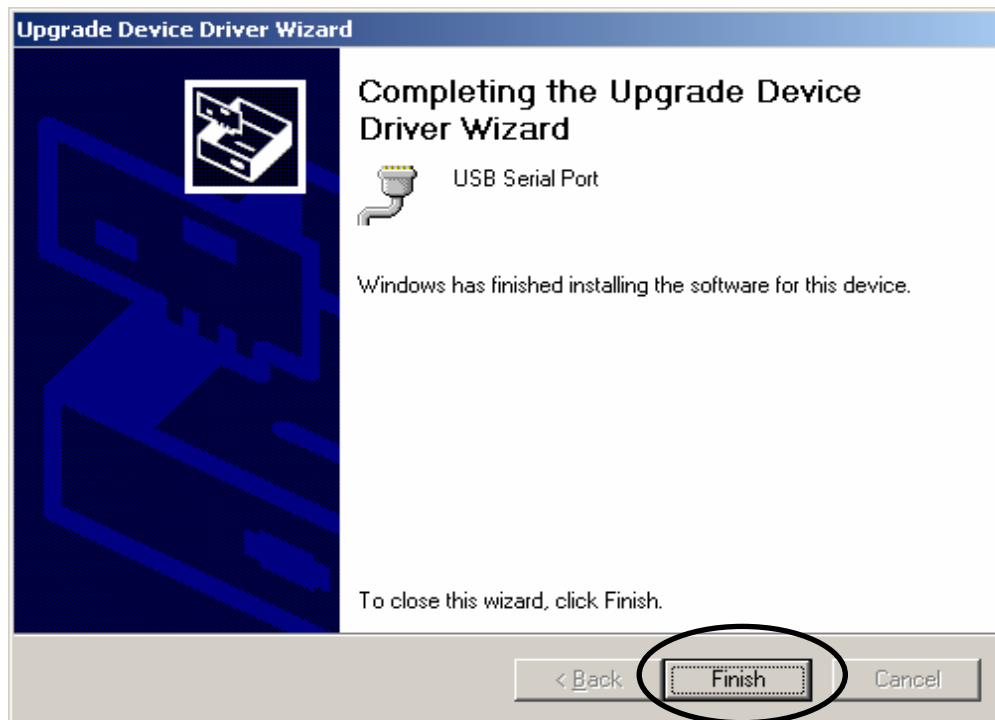 Upgrade Device Driver Wizard
Completing the Upgrade Device
Driver Wizard
USB Serial Port
Windows has finished installing the software for this device.
To close this wizard, click Finish.
< Back
Finish
Cancel